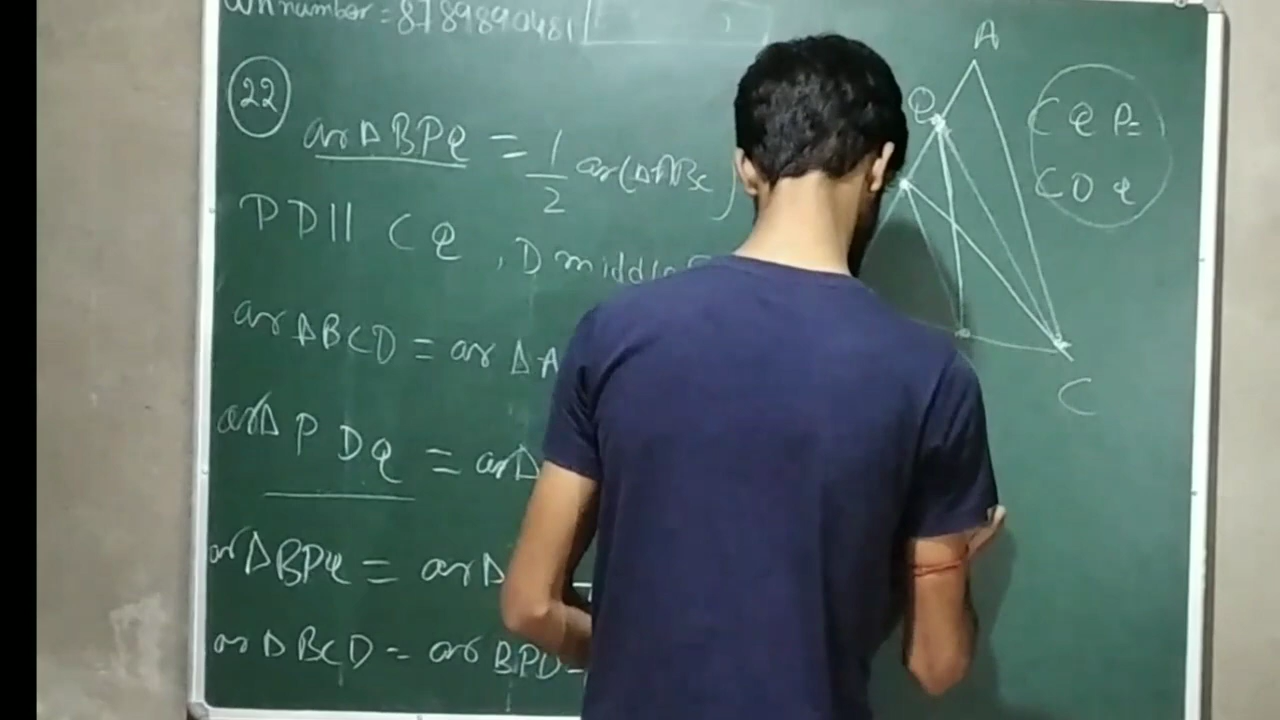 number = 8789890481
22
ar Δ BPQ = 1/2 ar(Δ ABC)
PD || CQ , D middle
ar Δ BCD = ar Δ A
ar Δ PDQ = ar Δ
ar Δ BPQ = ar Δ
ar Δ BCD = ar BPD
A
Q
C
CQP=
CDQ